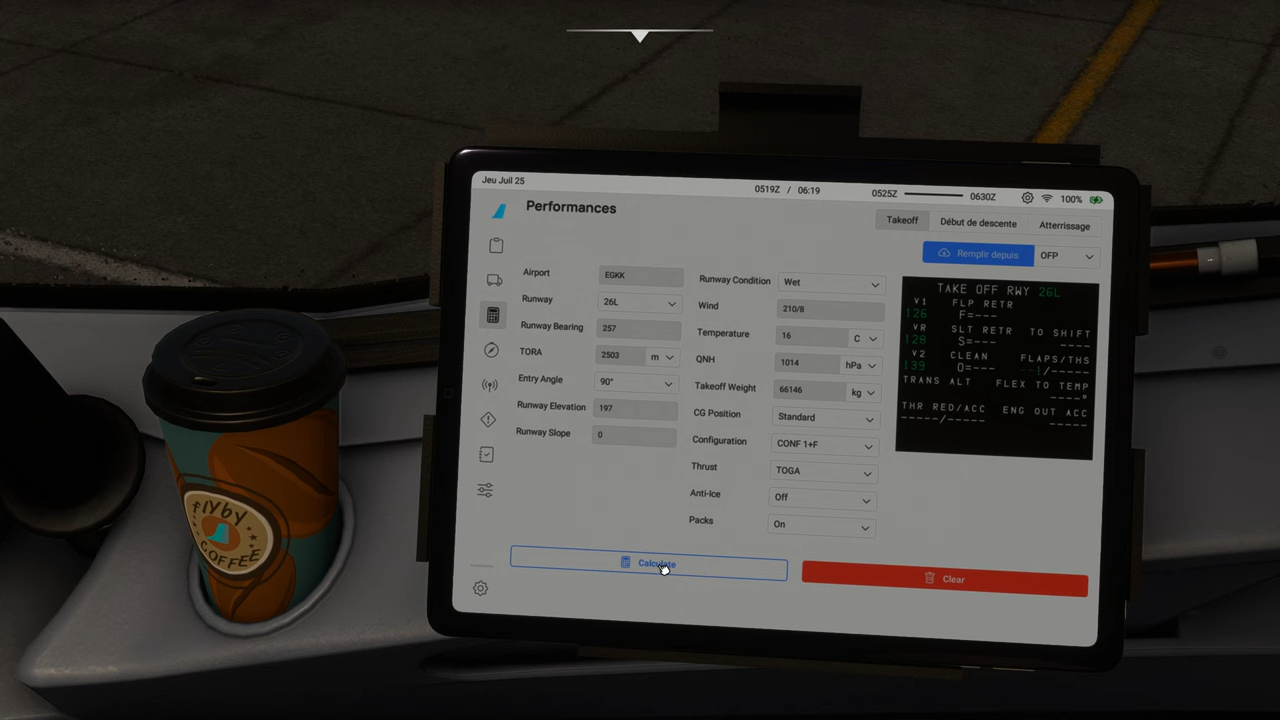 Jeu Juil 25
0519Z / 06:19
0525Z
0630Z
100%
Performances
Takeoff
Début de descente
Atterrissage
Remplir depuis
OFP
Airport
EGKK
Runway
26L
Runway Bearing
257
TORA
2503
m
Entry Angle
90°
Runway Elevation
197
Runway Slope
0
Runway Condition
Wet
Wind
210/8
Temperature
16
C
QNH
1014
hPa
Takeoff Weight
66146
kg
CG Position
Standard
Configuration
CONF 1+F
Thrust
TOGA
Anti-Ice
Off
Packs
On
TAKE OFF RWY 26L
V1
FLP RETR
126
F=---
VR
SLT RETR
TO SHIFT
128
S=---
----
V2
CLEAN
FLAPS/THS
139
O=---
--1/-----
TRANS ALT
FLEX TO TEMP
----°
THR RED/ACC
ENG OUT ACC
-----/-----
-----
Calculate
Clear
flyby
COFFEE